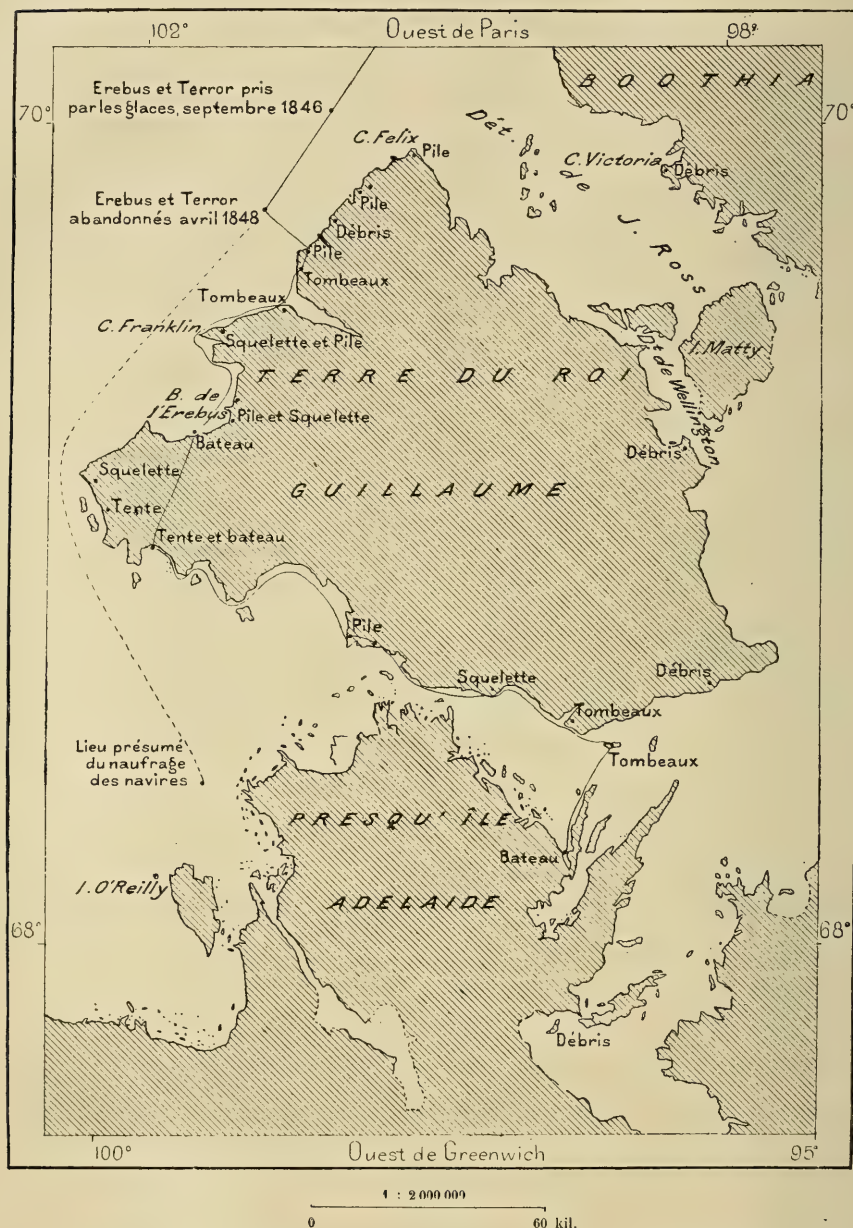 102°
Ouest de Paris
98°
Erebus et Terror pris
par les glaces, septembre 1846
BOOTHIA
70°
70°
C. Felix
Pile
Dét. de J. Ross
C. Victoria
Débris
Erebus et Terror
abandonnés avril 1848
Pile
Débris
Pile
Tombeaux
Tombeaux
C. Franklin
Squelette et Pile
TERRE DU ROI
I. Matty
Dt de Wellington
B. de
l'Erebus
Pile et Squelette
Bateau
Débris
Squelette
GUILLAUME
Tente
Tente et bateau
Pile
Squelette
Débris
Tombeaux
Lieu présumé
du naufrage
des navires
Tombeaux
PRESQU'ÎLE
Bateau
I. O'Reilly
ADELAIDE
68°
68°
Débris
100°
Ouest de Greenwich
95°
1 : 2 000 000
0 60 kil.